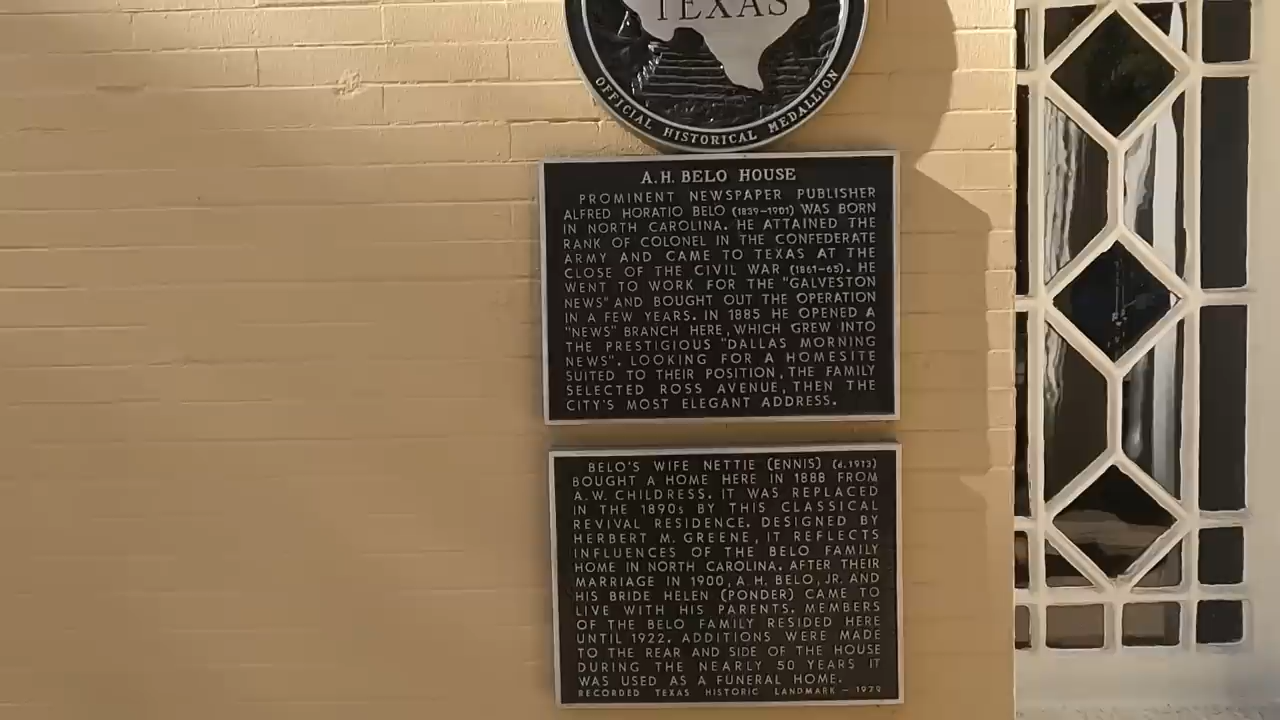 TEXAS
OFFICIAL HISTORICAL MEDALLION
A.H. BELO HOUSE
PROMINENT NEWSPAPER PUBLISHER
ALFRED HORATIO BELO (1839-1901) WAS BORN
IN NORTH CAROLINA. HE ATTAINED THE
RANK OF COLONEL IN THE CONFEDERATE
ARMY AND CAME TO TEXAS AT THE
CLOSE OF THE CIVIL WAR (1861-65). HE
WENT TO WORK FOR THE "GALVESTON
NEWS" AND BOUGHT OUT THE OPERATION
IN A FEW YEARS. IN 1885 HE OPENED A
"NEWS" BRANCH HERE, WHICH GREW INTO
THE PRESTIGIOUS "DALLAS MORNING
NEWS". LOOKING FOR A HOMESITE
SUITED TO THEIR POSITION, THE FAMILY
SELECTED ROSS AVENUE, THEN THE
CITY'S MOST ELEGANT ADDRESS.
BELO'S WIFE NETTIE (ENNIS) (d.1913)
BOUGHT A HOME HERE IN 1888 FROM
A.W. CHILDRESS. IT WAS REPLACED
IN THE 1890s BY THIS CLASSICAL
REVIVAL RESIDENCE. DESIGNED BY
HERBERT M. GREENE, IT REFLECTS
INFLUENCES OF THE BELO FAMILY
HOME IN NORTH CAROLINA. AFTER THEIR
MARRIAGE IN 1900, A.H. BELO, JR. AND
HIS BRIDE HELEN (PONDER) CAME TO
LIVE WITH HIS PARENTS. MEMBERS
OF THE BELO FAMILY RESIDED HERE
UNTIL 1922. ADDITIONS WERE MADE
TO THE REAR AND SIDE OF THE HOUSE
DURING THE NEARLY 50 YEARS IT
WAS USED AS A FUNERAL HOME.
RECORDED TEXAS HISTORIC LANDMARK - 1979